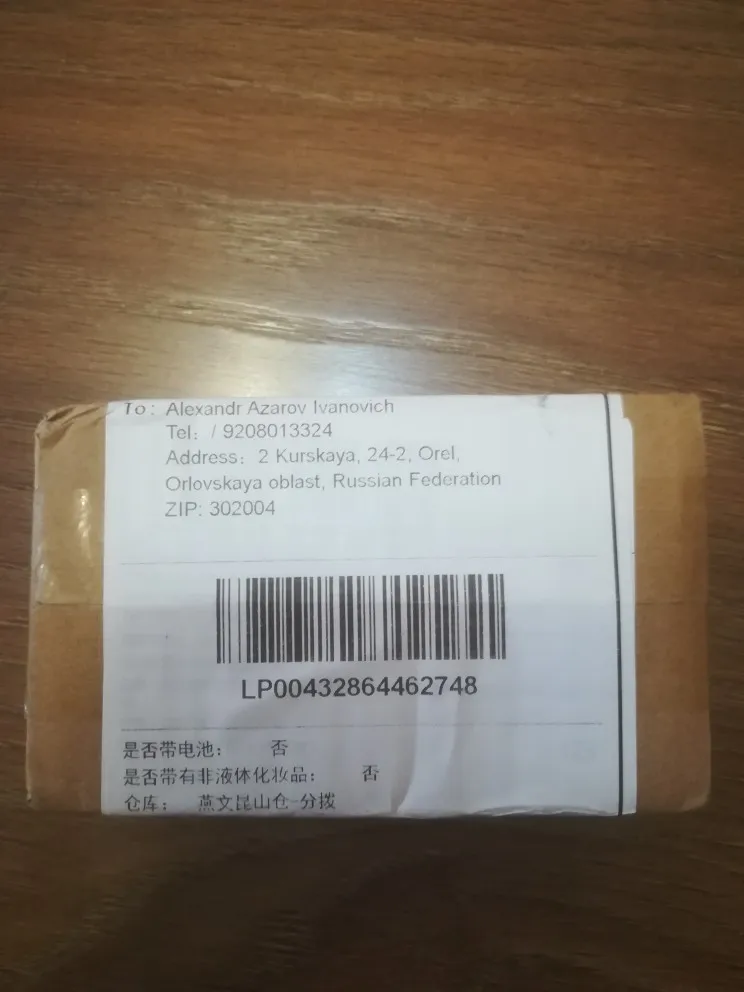 To: Alexandr Azarov Ivanovich
Tel: / 9208013324
Address: 2 Kurskaya, 24-2, Orel,
Orlovskaya oblast, Russian Federation
ZIP: 302004
LP00432864462748
是否带电池: 否
是否带有非液体化妆品: 否
仓库: 燕文昆山仓-分拨